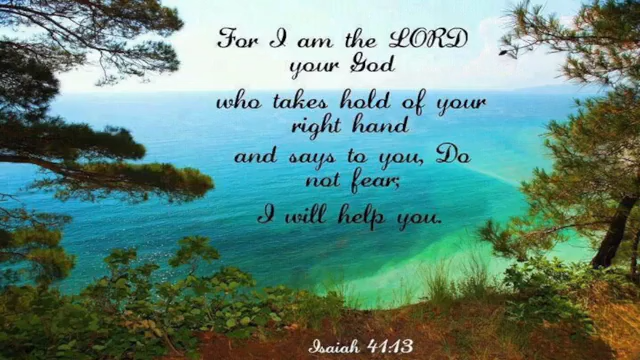 For I am the LORD
your God
who takes hold of your
right hand
and says to you, Do
not fear;
I will help you.
Isaiah 41:13